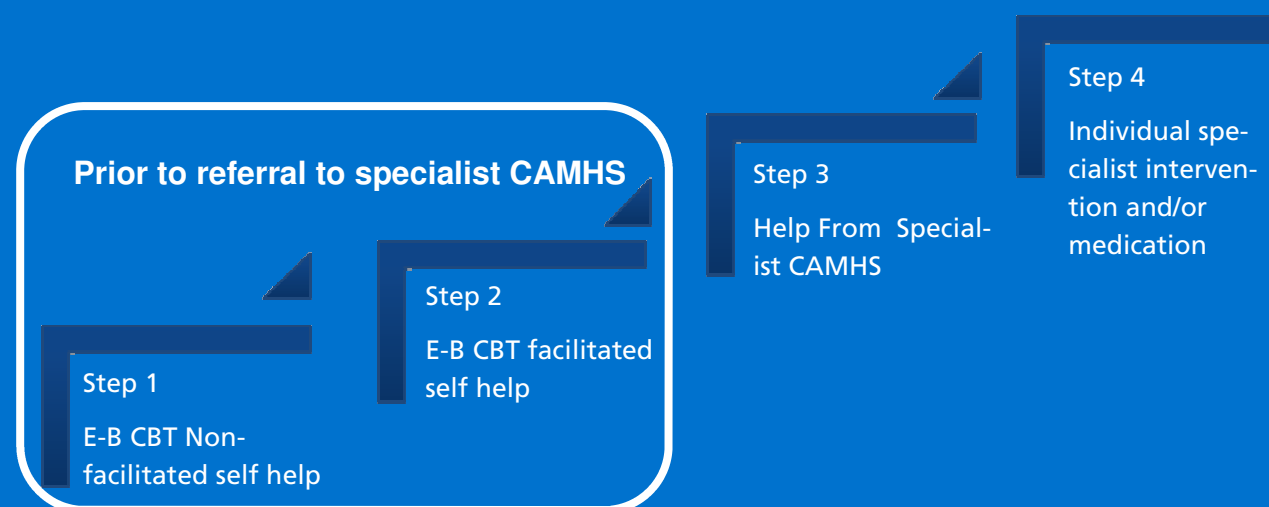 Prior to referral to specialist CAMHS
Step 1
E-B CBT Non-
facilitated self help
Step 2
E-B CBT facilitated
self help
Step 3
Help From Special-
ist CAMHS
Step 4
Individual spe-
cialist interven-
tion and/or
medication